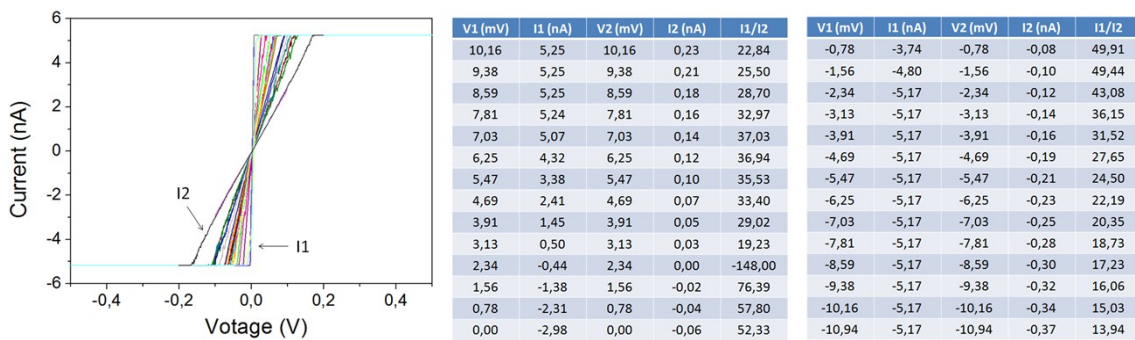 6
4
2
0
-2
-4
-6
Current (nA)
I2
I1
-0,4 -0,2 0,0 0,2 0,4
Votage (V)
V1 (mV) I1 (nA) V2 (mV) I2 (nA) I1/I2
10,16 5,25 10,16 0,23 22,84
9,38 5,25 9,38 0,21 25,50
8,59 5,25 8,59 0,18 28,70
7,81 5,24 7,81 0,16 32,97
7,03 5,07 7,03 0,14 37,03
6,25 4,32 6,25 0,12 36,94
5,47 3,38 5,47 0,10 35,53
4,69 2,41 4,69 0,07 33,40
3,91 1,45 3,91 0,05 29,02
3,13 0,50 3,13 0,03 19,23
2,34 -0,44 2,34 0,00 -148,00
1,56 -1,38 1,56 -0,02 76,39
0,78 -2,31 0,78 -0,04 57,80
0,00 -2,98 0,00 -0,06 52,33
V1 (mV) I1 (nA) V2 (mV) I2 (nA) I1/I2
-0,78 -3,74 -0,78 -0,08 49,91
-1,56 -4,80 -1,56 -0,10 49,44
-2,34 -5,17 -2,34 -0,12 43,08
-3,13 -5,17 -3,13 -0,14 36,15
-3,91 -5,17 -3,91 -0,16 31,52
-4,69 -5,17 -4,69 -0,19 27,65
-5,47 -5,17 -5,47 -0,21 24,50
-6,25 -5,17 -6,25 -0,23 22,19
-7,03 -5,17 -7,03 -0,25 20,35
-7,81 -5,17 -7,81 -0,28 18,73
-8,59 -5,17 -8,59 -0,30 17,23
-9,38 -5,17 -9,38 -0,32 16,06
-10,16 -5,17 -10,16 -0,34 15,03
-10,94 -5,17 -10,94 -0,37 13,94